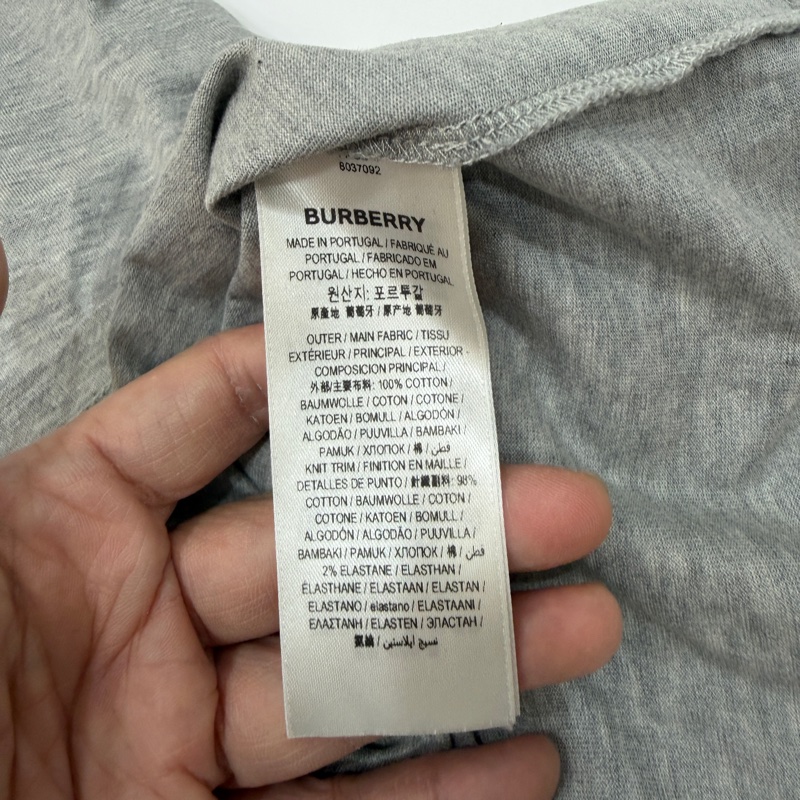 8037092
BURBERRY
MADE IN PORTUGAL / FABRIQUÉ AU
PORTUGAL / FABRICADO EM
PORTUGAL / HECHO EN PORTUGAL
원산지: 포르투갈
原產地 葡萄牙 / 原产地 葡萄牙
OUTER / MAIN FABRIC / TISSU
EXTÉRIEUR / PRINCIPAL / EXTERIOR -
COMPOSICION PRINCIPAL /
外部/主要布料: 100% COTTON /
BAUMWOLLE / COTON / COTONE /
KATOEN / BOMULL / ALGODÓN /
ALGODÃO / PUUVILLA / BAMBAKI /
PAMUK / ХЛОПОК / 棉 / قطن
KNIT TRIM / FINITION EN MAILLE /
DETALLES DE PUNTO / 針織副料: 98%
COTTON / BAUMWOLLE / COTON /
COTONE / KATOEN / BOMULL /
ALGODÓN / ALGODÃO / PUUVILLA /
BAMBAKI / PAMUK / ХЛОПОК / 棉 / قطن
2% ELASTANE / ELASTHAN /
ÉLASTHANE / ELASTAAN / ELASTAN /
ELASTANO / elastano / ELASTAANI /
ΕΛΑΣΤΑΝΗ / ELASTEN / ЭЛАСТАН /
/ نسيج ايلاستين